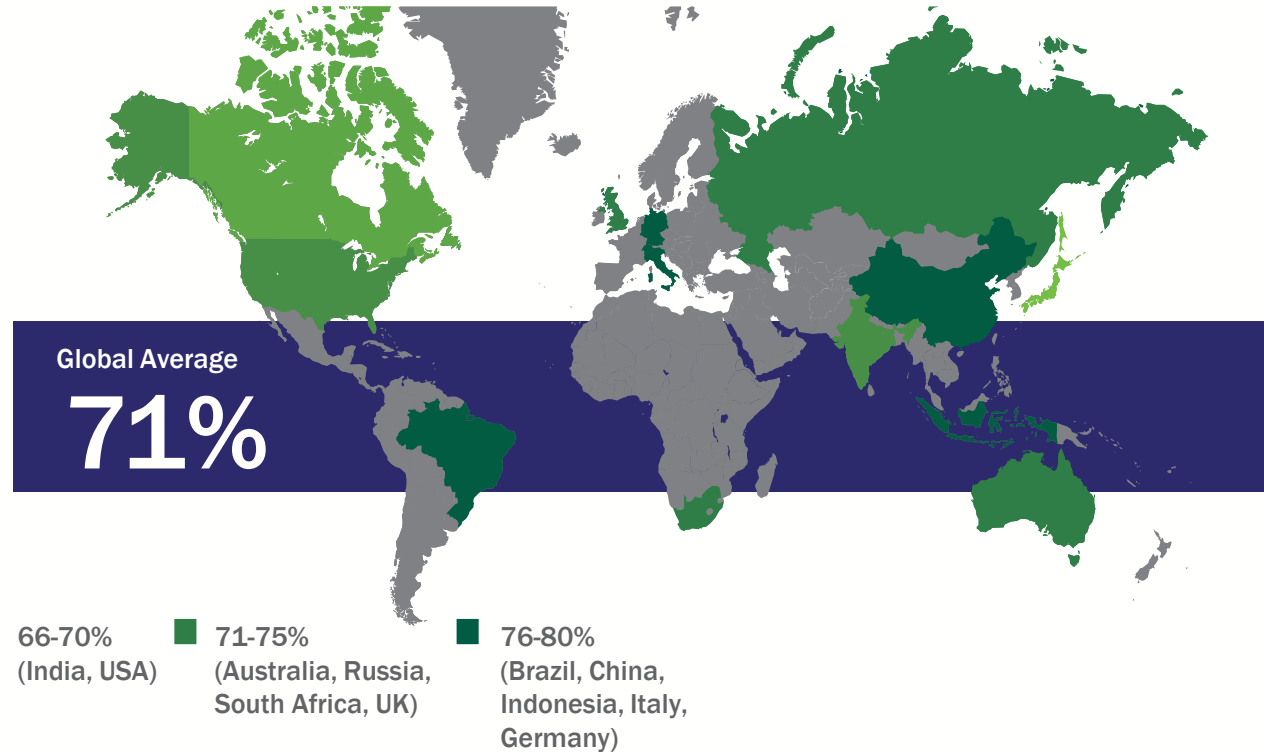 Global Average
71%
66-70%
(India, USA)
71-75%
(Australia, Russia,
South Africa, UK)
76-80%
(Brazil, China,
Indonesia, Italy,
Germany)